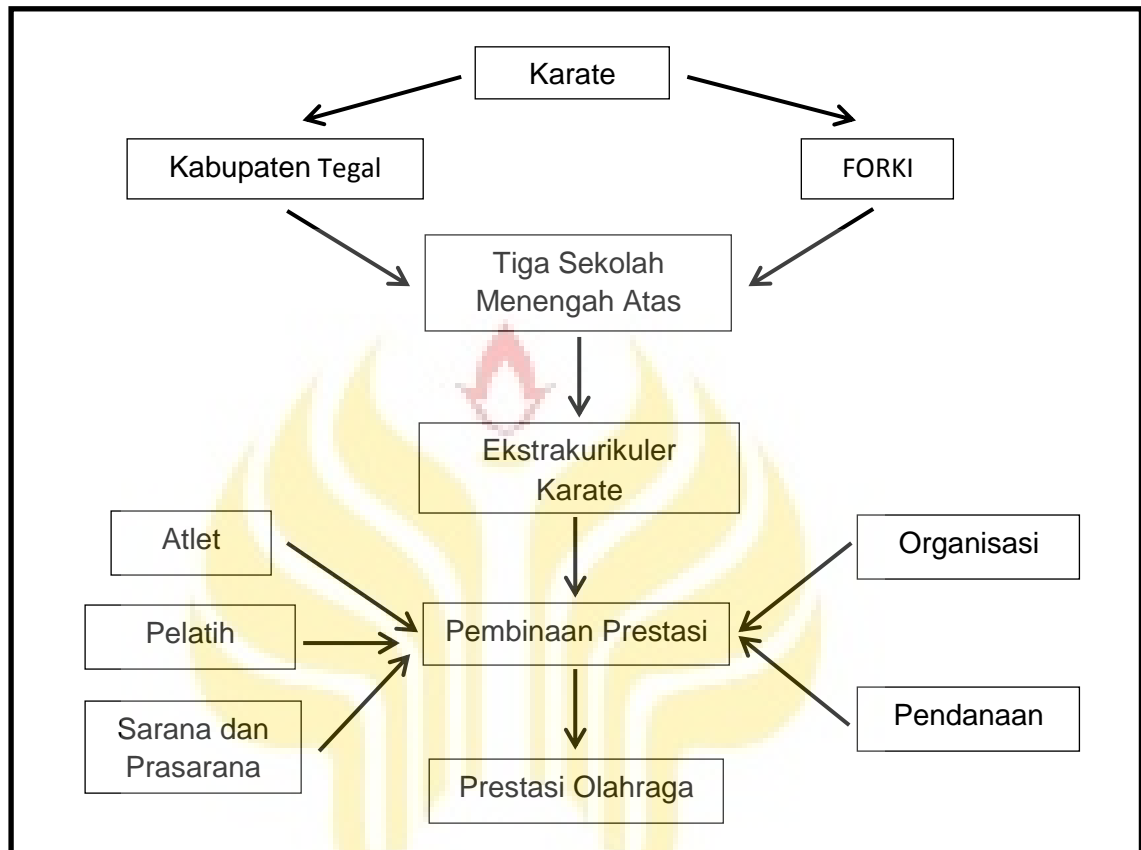 Karate
Kabupaten Tegal
FORKI
Tiga Sekolah
Menengah Atas
Ekstrakurikuler
Karate
Atlet
Organisasi
Pelatih
Pembinaan Prestasi
Sarana dan
Prasarana
Pendanaan
Prestasi Olahraga